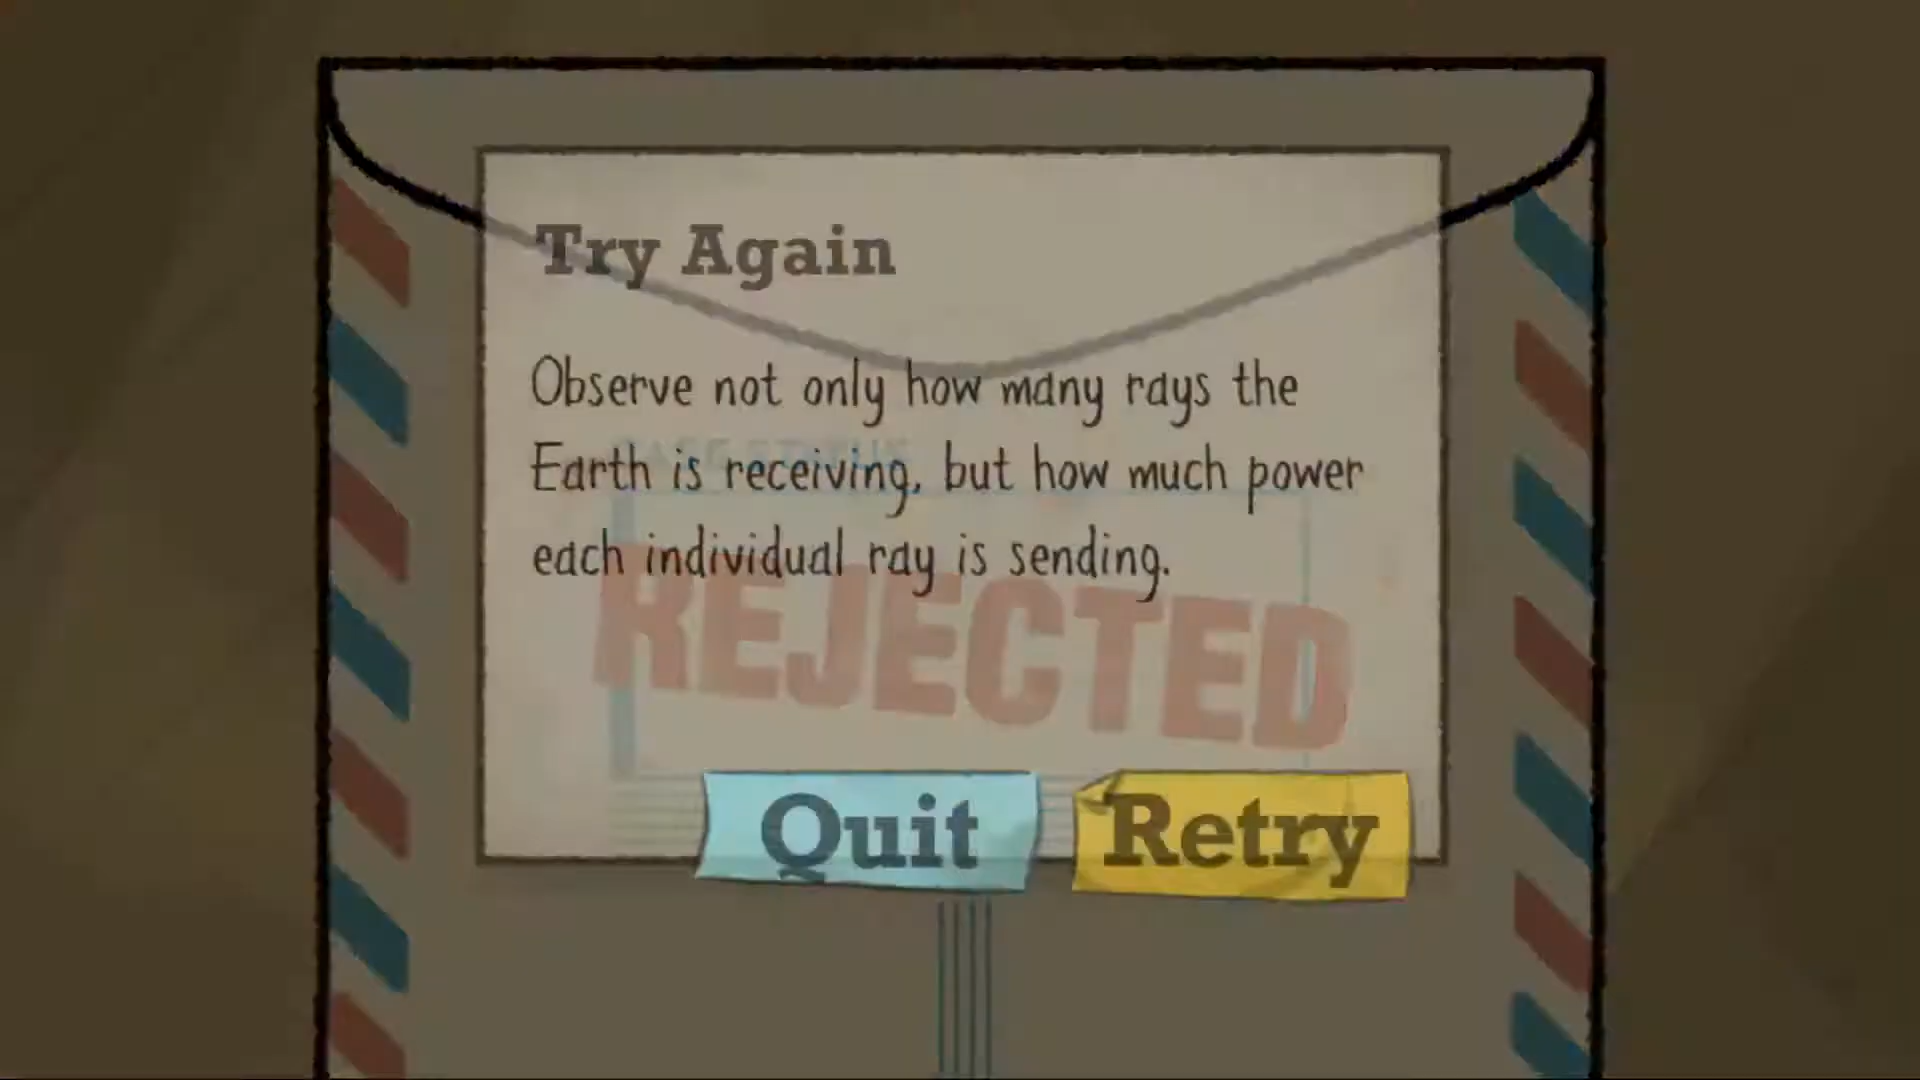 Try Again
Observe not only how many rays the
Earth is receiving, but how much power
each individual ray is sending.
REJECTED
Quit
Retry